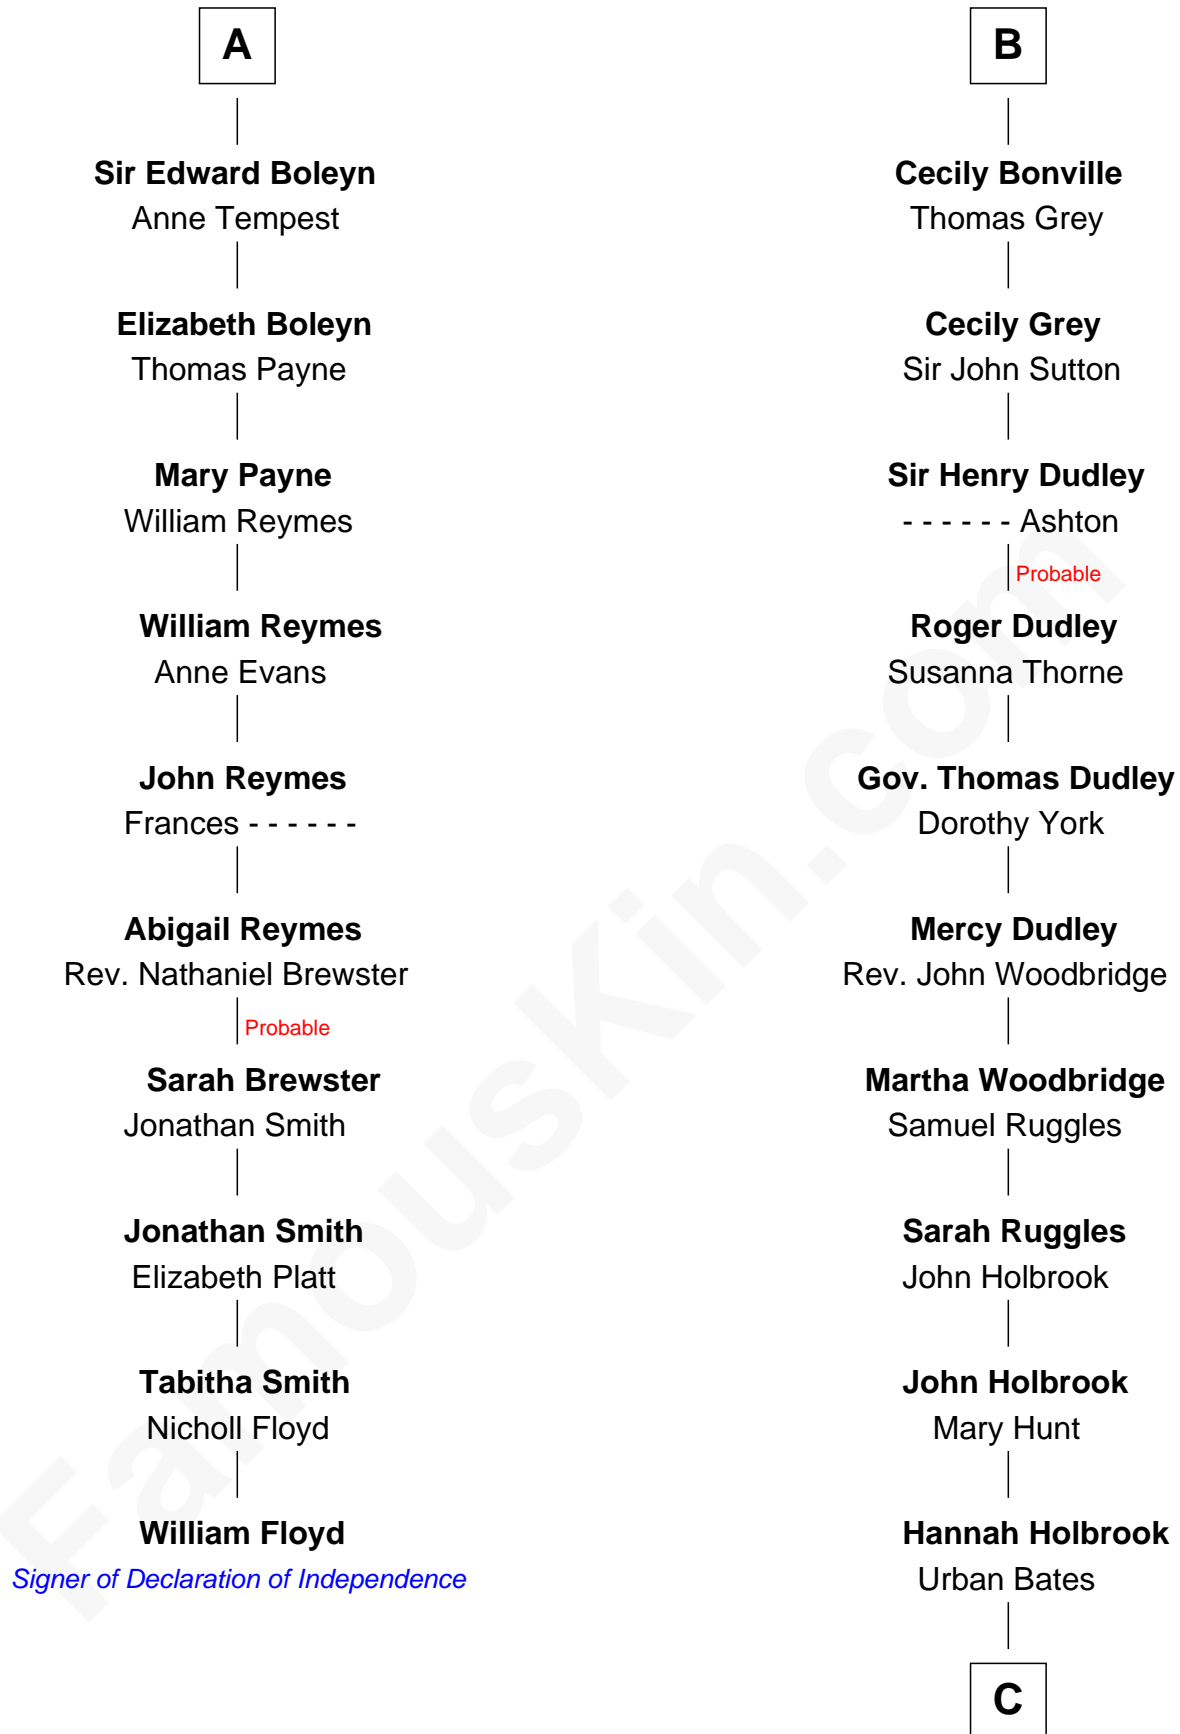 A
Sir Edward Boleyn
Anne Tempest
Elizabeth Boleyn
Thomas Payne
Mary Payne
William Reymes
William Reymes
Anne Evans
John Reymes
Frances - - - - - -
Abigail Reymes
Rev. Nathaniel Brewster
Probable
Sarah Brewster
Jonathan Smith
Jonathan Smith
Elizabeth Platt
Tabitha Smith
Nicholl Floyd
William Floyd
Signer of Declaration of Independence
B
Cecily Bonville
Thomas Grey
Cecily Grey
Sir John Sutton
Sir Henry Dudley
- - - - - - Ashton
Probable
Roger Dudley
Susanna Thorne
Gov. Thomas Dudley
Dorothy York
Mercy Dudley
Rev. John Woodbridge
Martha Woodbridge
Samuel Ruggles
Sarah Ruggles
John Holbrook
John Holbrook
Mary Hunt
Hannah Holbrook
Urban Bates
C
FamousKin.com